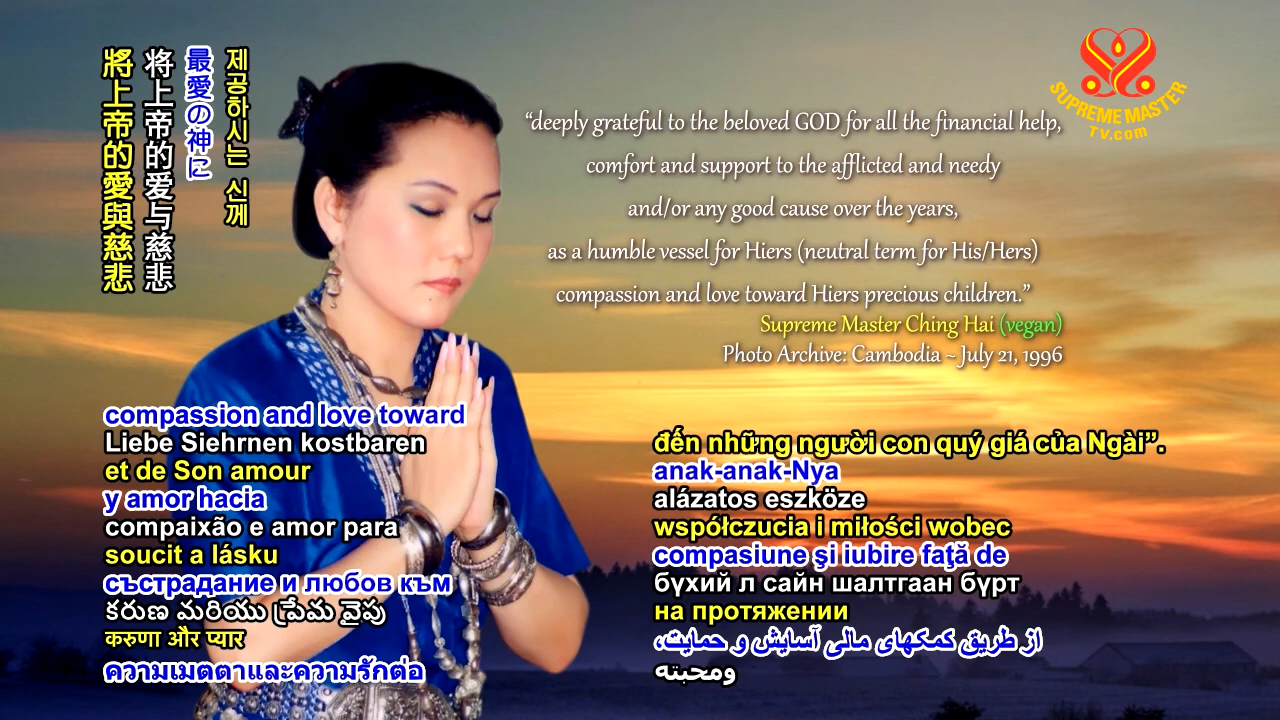 將上帝的愛與慈悲
将上帝的爱与慈悲
最愛の神に
제공하시는 신께
“deeply grateful to the beloved GOD for all the financial help,
comfort and support to the afflicted and needy
and/or any good cause over the years,
as a humble vessel for Hiers (neutral term for His/Hers)
compassion and love toward Hiers precious children.”
Supreme Master Ching Hai (vegan)
Photo Archive: Cambodia ~ July 21, 1996
SUPREME MASTER
TV.com
compassion and love toward
Liebe Siehrnen kostbaren
et de Son amour
y amor hacia
compaixão e amor para
soucit a lásku
състрадание и любов към
కరుణ మరియు ప్రేమ వైపు
करुणा और प्यार
ความเมตตาและความรักต่อ
đến những người con quý giá của Ngài”.
anak-anak-Nya
alázatos eszköze
współczucia i miłości wobec
compasiune şi iubire faţă de
бүхий л сайн шалтгаан бүрт
на протяжении
از طریق کمکهای مالی آسایش و حمایت،
ومحبته